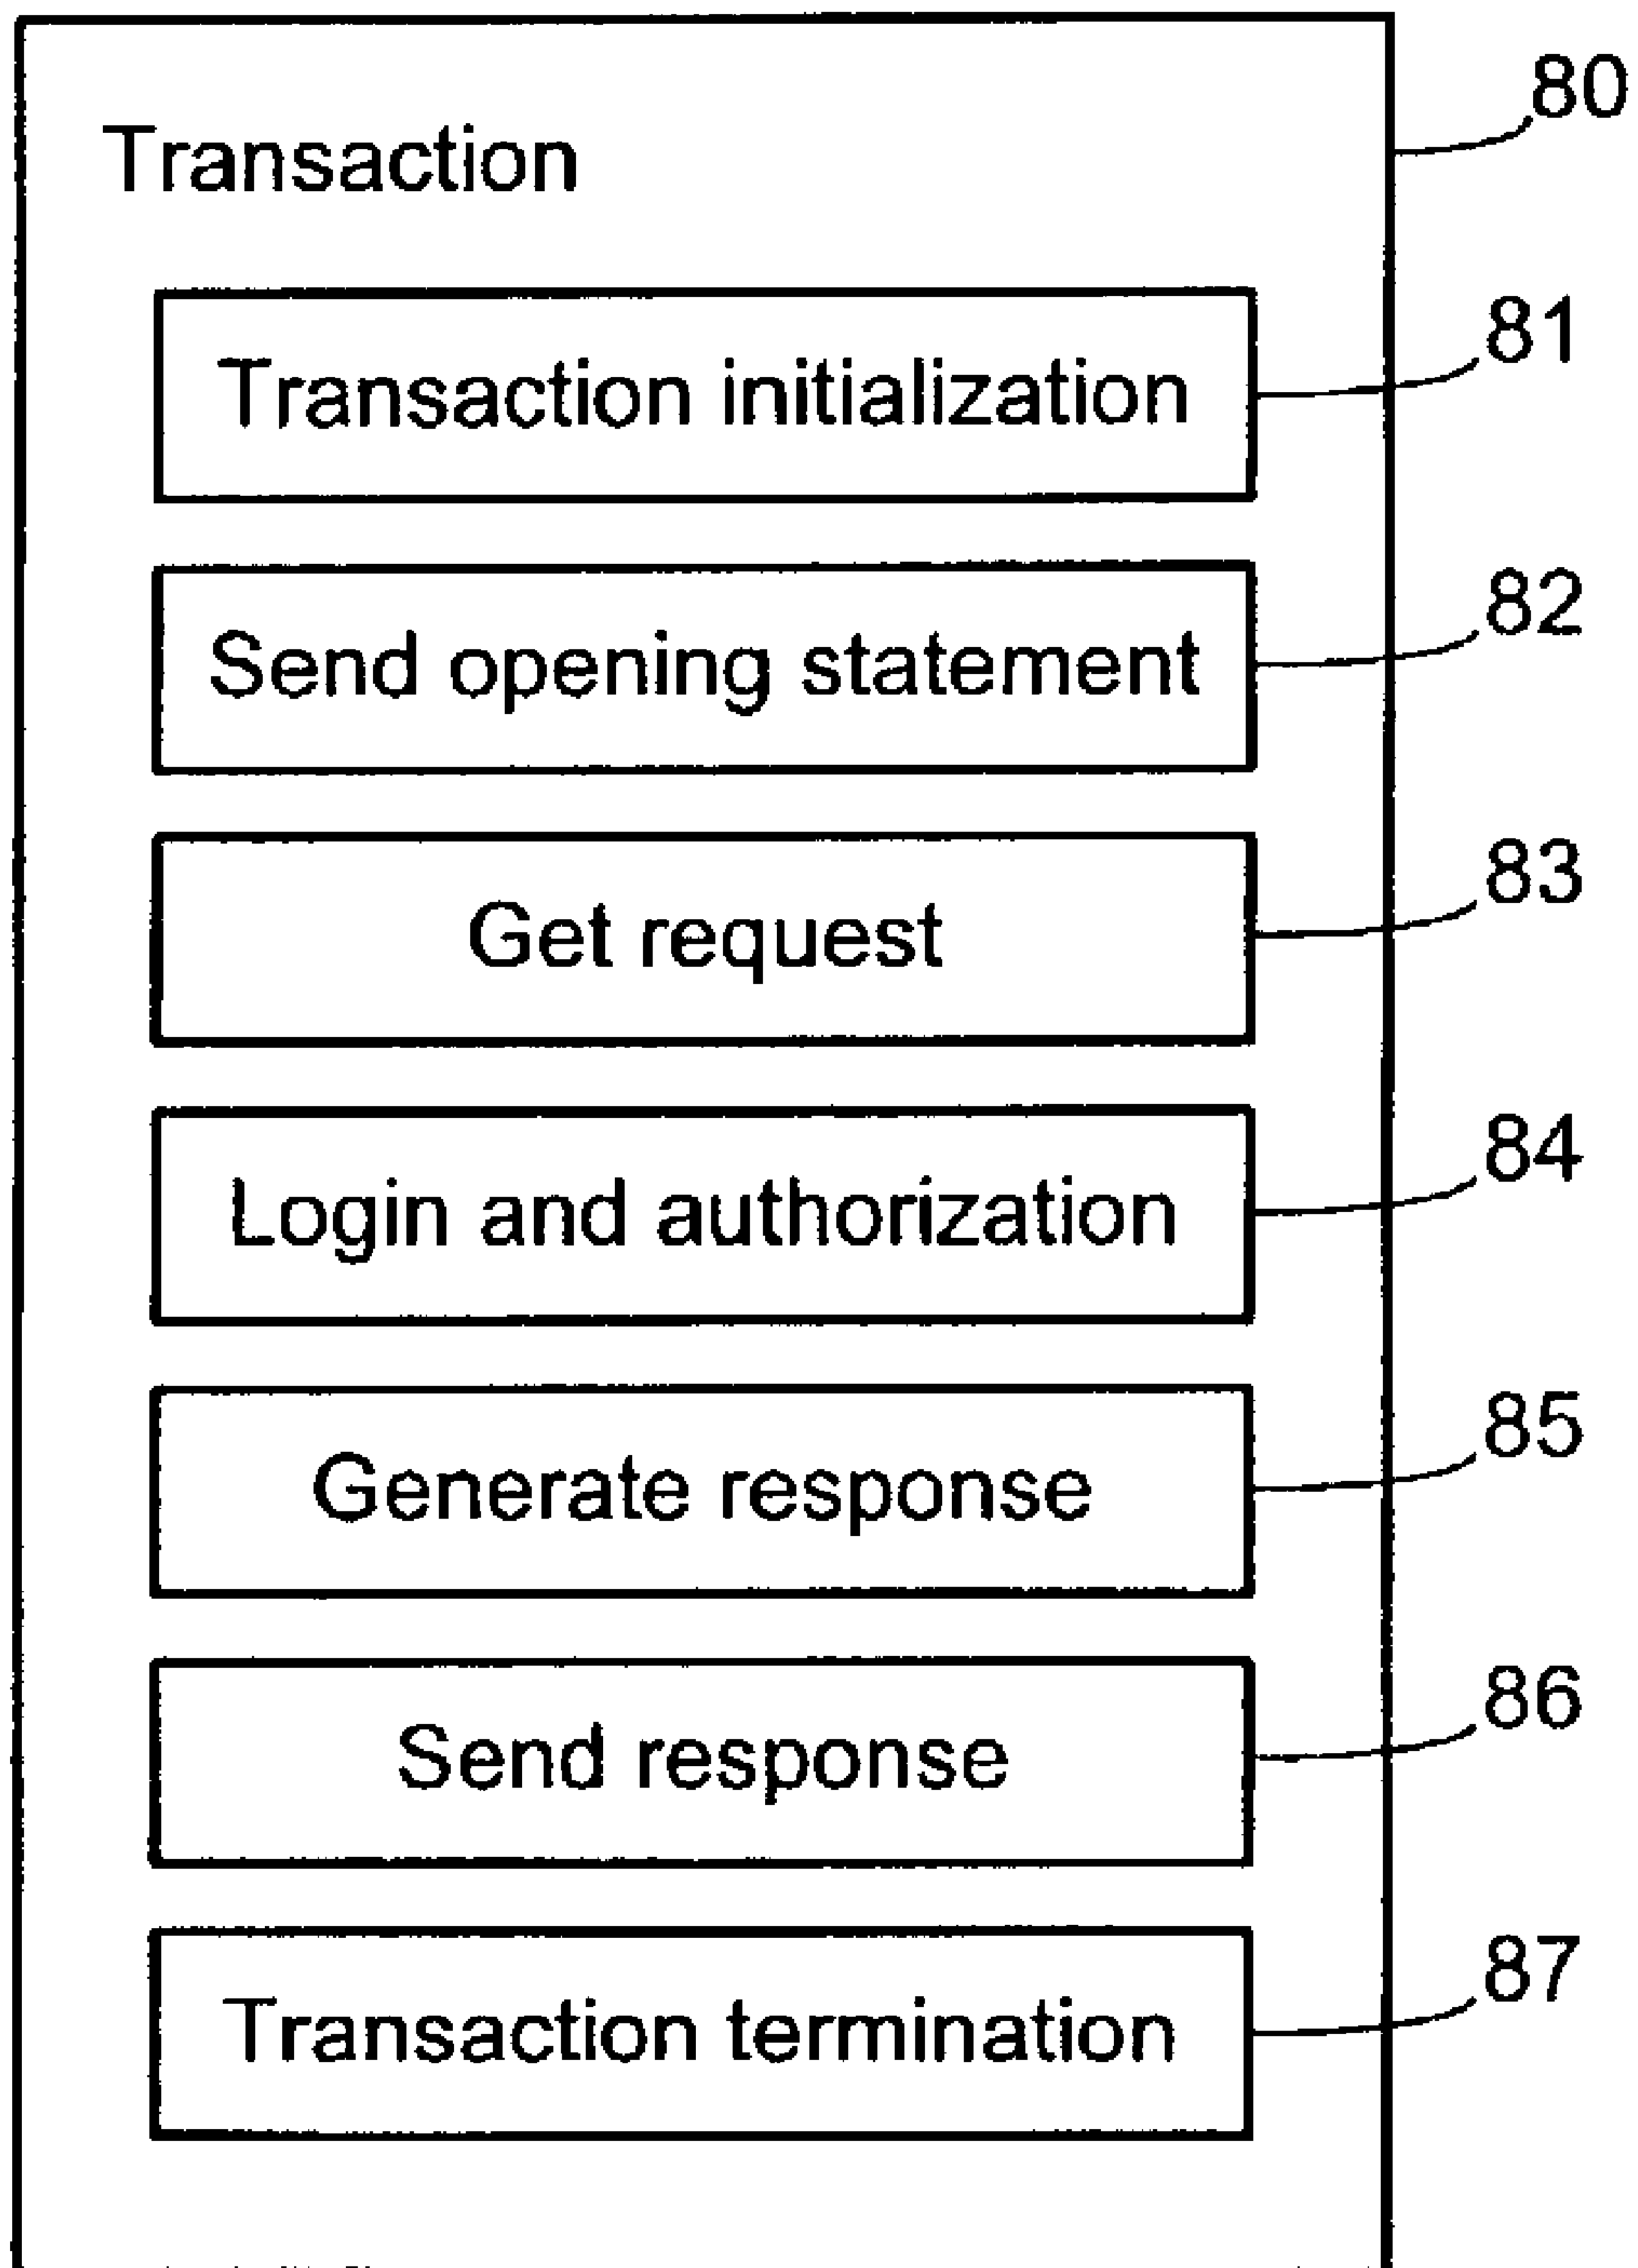 80
Transaction
81
Transaction initialization
82
Send opening statement
83
Get request
84
Login and authorization
85
Generate response
86
Send response
87
Transaction termination